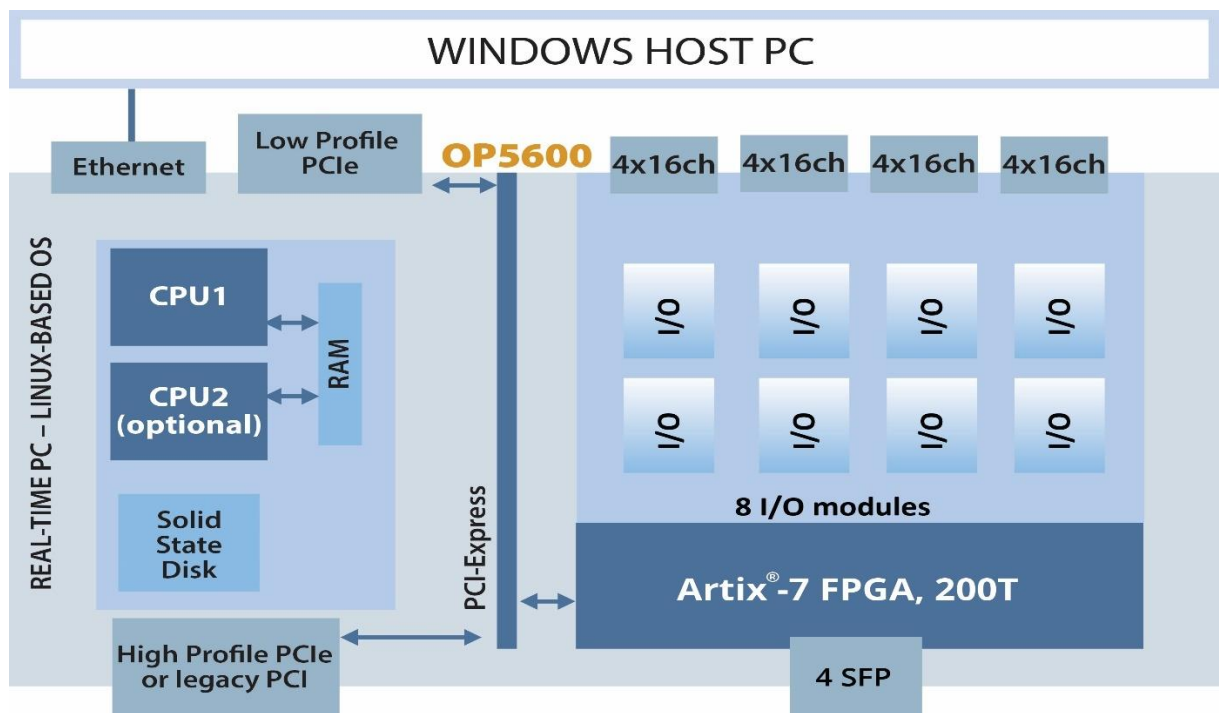 WINDOWS HOST PC
Ethernet
Low Profile
PCIe
OP5600
4x16ch
4x16ch
4x16ch
4x16ch
REAL-TIME PC – LINUX-BASED OS
CPU1
CPU2
(optional)
RAM
Solid
State
Disk
PCI-Express
High Profile PCIe
or legacy PCI
I/O
I/O
I/O
I/O
I/O
I/O
I/O
I/O
8 I/O modules
Artix®-7 FPGA, 200T
4 SFP